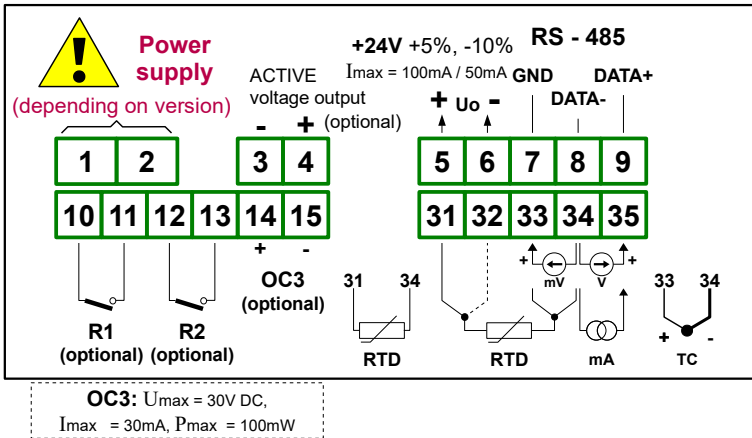 Power
supply
(depending on version)
ACTIVE
voltage output
(optional)
- +
+24V +5%, -10%
Imax = 100mA / 50mA
+ Uo -
RS - 485
GND DATA+
DATA-
1 2 3 4 5 6 7 8 9
10 11 12 13 14 15 31 32 33 34 35
+ -
OC3
(optional)
R1
(optional)
R2
(optional)
31 34
RTD
RTD
+ mV V +
mA
33 34
+ -
TC
OC3: Umax = 30V DC,
Imax = 30mA, Pmax = 100mW